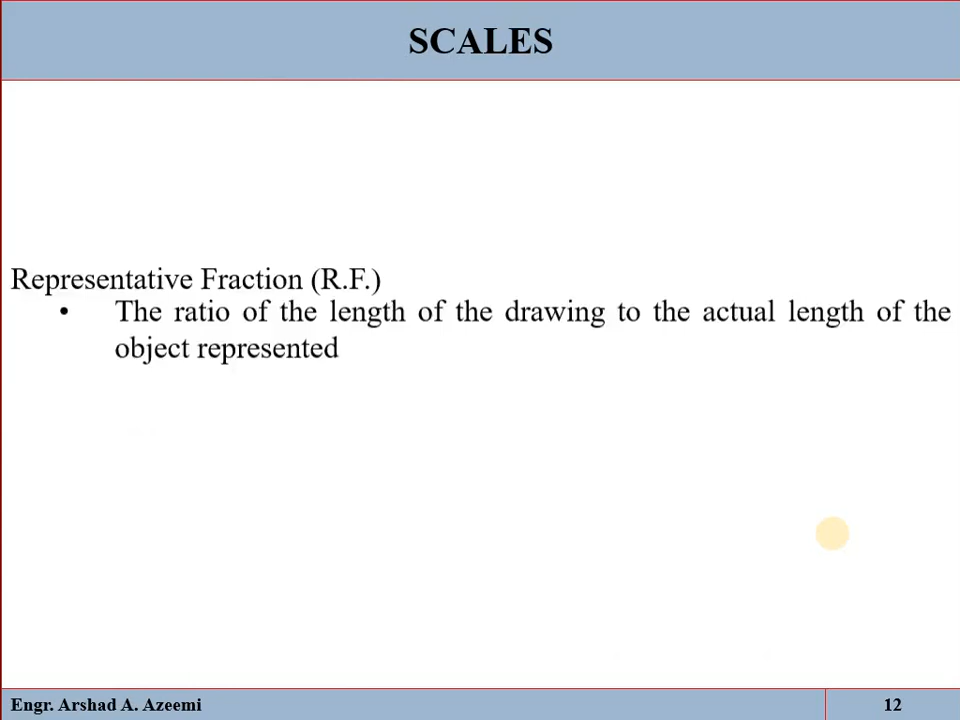 SCALES
Representative Fraction (R.F.)
• The ratio of the length of the drawing to the actual length of the
object represented
Engr. Arshad A. Azeemi
12